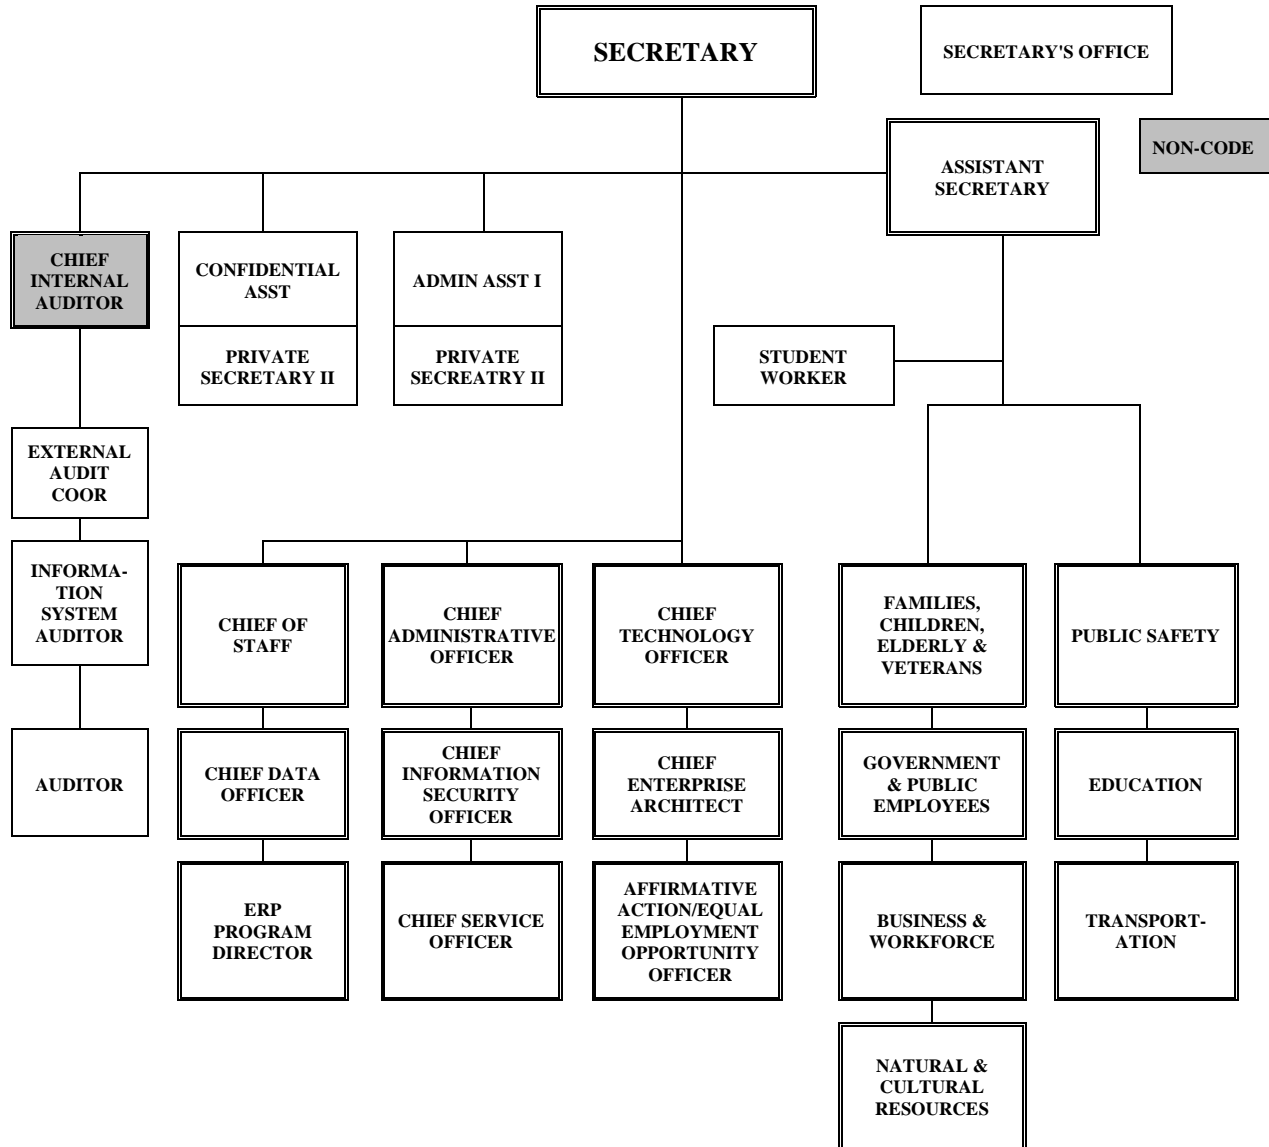 SECRETARY
SECRETARY'S OFFICE
NON-CODE
ASSISTANT
SECRETARY
CHIEF
INTERNAL
AUDITOR
CONFIDENTIAL
ASST
ADMIN ASST I
PRIVATE
SECRETARY II
PRIVATE
SECREATRY II
STUDENT
WORKER
EXTERNAL
AUDIT
COOR
INFORMA-
TION
SYSTEM
AUDITOR
CHIEF OF
STAFF
CHIEF
ADMINISTRATIVE
OFFICER
CHIEF
TECHNOLOGY
OFFICER
FAMILIES,
CHILDREN,
ELDERLY &
VETERANS
PUBLIC SAFETY
AUDITOR
CHIEF DATA
OFFICER
CHIEF
INFORMATION
SECURITY
OFFICER
CHIEF
ENTERPRISE
ARCHITECT
GOVERNMENT
& PUBLIC
EMPLOYEES
EDUCATION
ERP
PROGRAM
DIRECTOR
CHIEF SERVICE
OFFICER
AFFIRMATIVE
ACTION/EQUAL
EMPLOYMENT
OPPORTUNITY
OFFICER
BUSINESS &
WORKFORCE
TRANSPORT-
ATION
NATURAL &
CULTURAL
RESOURCES